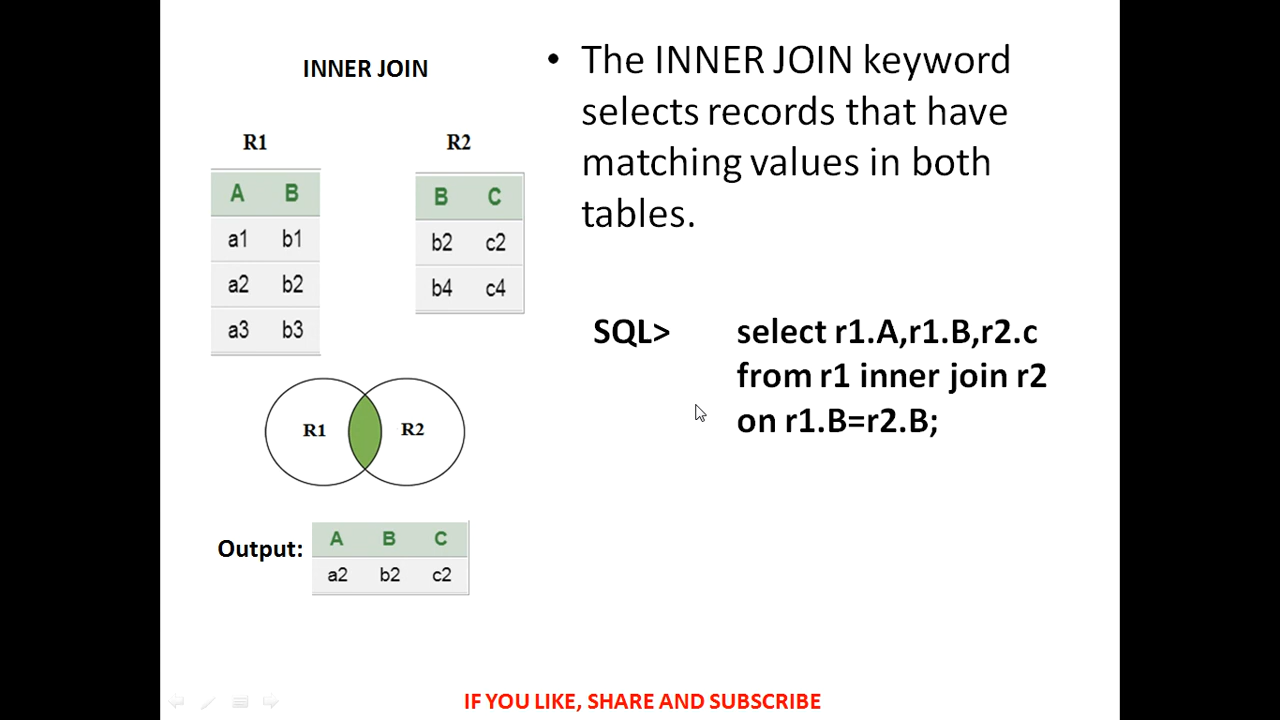 INNER JOIN
R1
R2
A B
a1 b1
a2 b2
a3 b3
B C
b2 c2
b4 c4
R1
R2
Output:
A B C
a2 b2 c2
• The INNER JOIN keyword
selects records that have
matching values in both
tables.
SQL> select r1.A,r1.B,r2.c
from r1 inner join r2
on r1.B=r2.B;
IF YOU LIKE, SHARE AND SUBSCRIBE